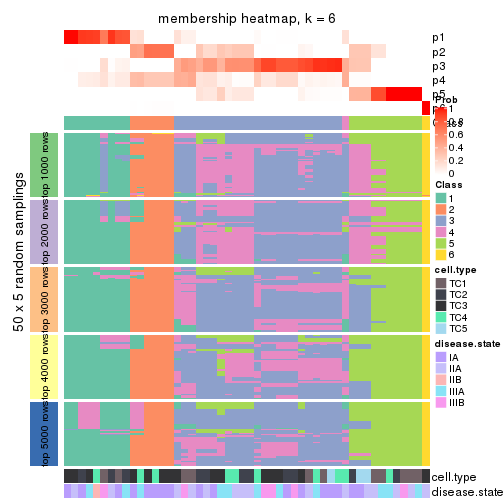 membership heatmap, k = 6
p1
p2
p3
p4
p5
Prob
1
0.8
0.6
0.4
0.2
0
Class
1
2
3
4
5
6
cell.type
TC1
TC2
TC3
TC4
TC5
disease.state
IA
IIA
IIB
IIIA
IIIB
50 x 5 random samplings
top 1000 rows
top 2000 rows
top 3000 rows
top 4000 rows
top 5000 rows
cell.type
disease.state